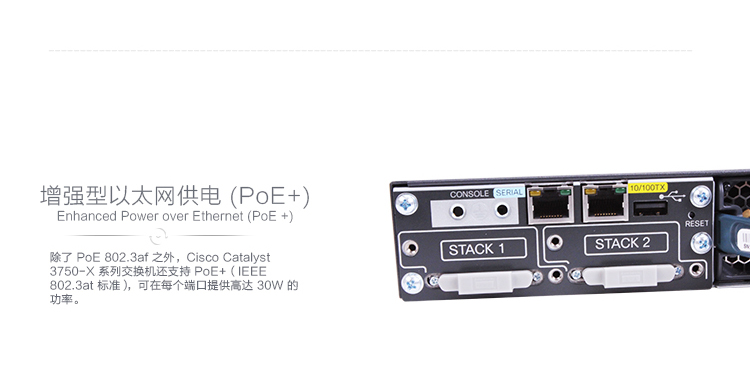 增强型以太网供电 (PoE+)
Enhanced Power over Ethernet (PoE +)
除了 PoE 802.3af 之外，Cisco Catalyst
3750-X 系列交换机还支持 PoE+（ IEEE
802.3at 标准 ），可在每个端口提供高达 30W 的
功率。
CONSOLE SERIAL 10/100TX
RESET
STACK 1 STACK 2